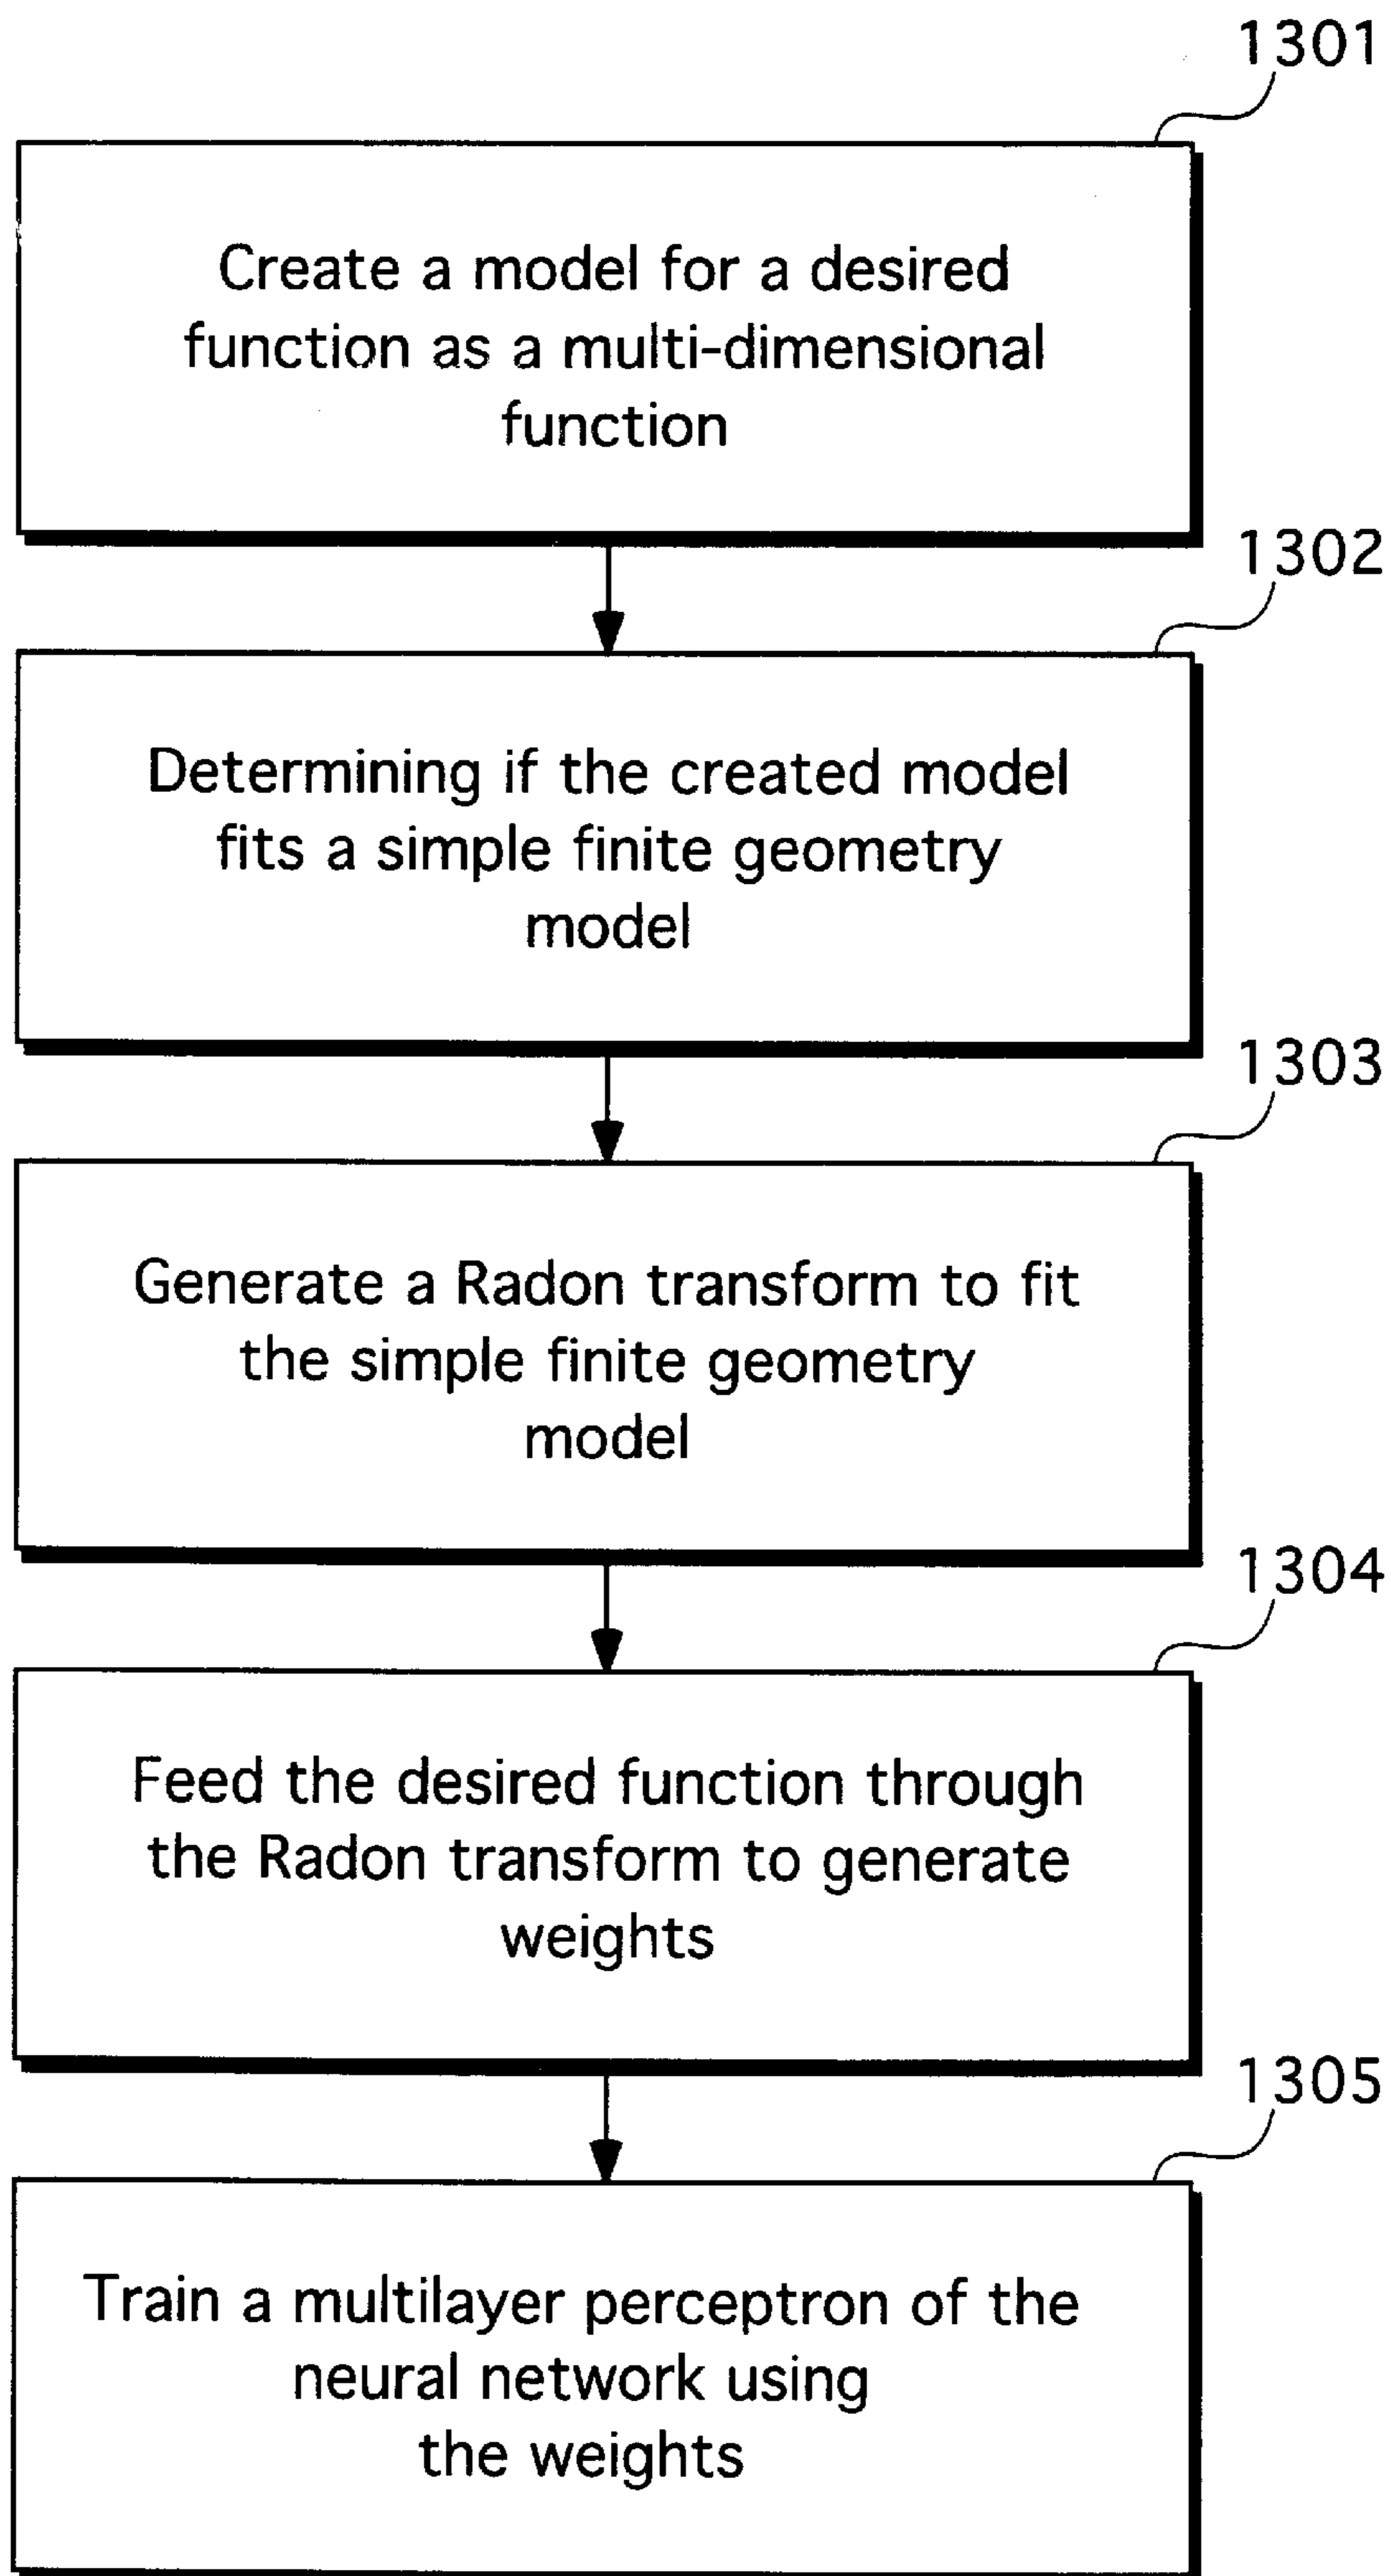 1301
Create a model for a desired
function as a multi-dimensional
function
1302
Determining if the created model
fits a simple finite geometry
model
1303
Generate a Radon transform to fit
the simple finite geometry
model
1304
Feed the desired function through
the Radon transform to generate
weights
1305
Train a multilayer perceptron of the
neural network using
the weights